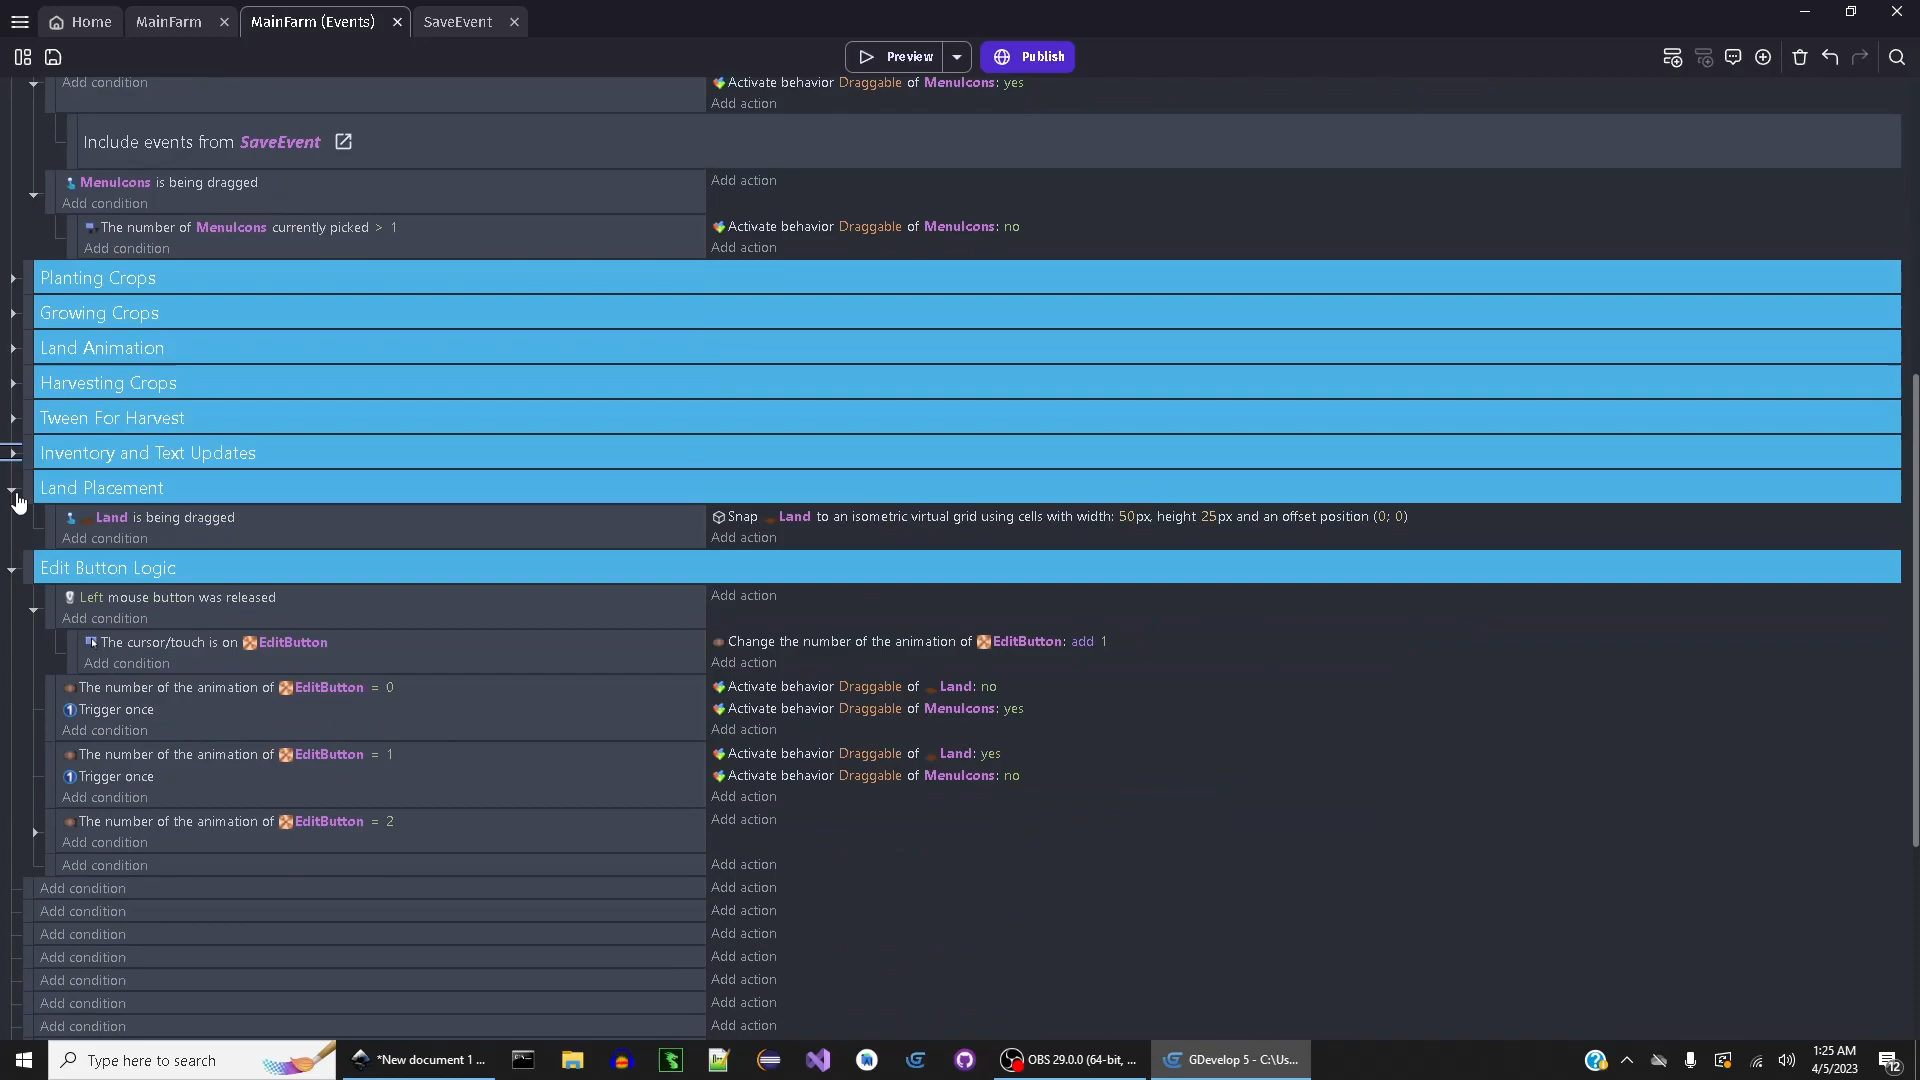 Home
MainFarm
MainFarm (Events)
SaveEvent
Preview
Publish
Add condition
Activate behavior Draggable of MenuIcons: yes
Add action
Include events from SaveEvent
MenuIcons is being dragged
Add action
Add condition
The number of MenuIcons currently picked > 1
Activate behavior Draggable of MenuIcons: no
Add condition
Add action
Planting Crops
Growing Crops
Land Animation
Harvesting Crops
Tween For Harvest
Inventory and Text Updates
Land Placement
Land is being dragged
Snap Land to an isometric virtual grid using cells with width: 50px, height 25px and an offset position (0; 0)
Add condition
Add action
Edit Button Logic
Left mouse button was released
Add action
Add condition
The cursor/touch is on EditButton
Change the number of the animation of EditButton: add 1
Add condition
Add action
The number of the animation of EditButton = 0
Activate behavior Draggable of Land: no
Trigger once
Activate behavior Draggable of MenuIcons: yes
Add condition
Add action
The number of the animation of EditButton = 1
Activate behavior Draggable of Land: yes
Trigger once
Activate behavior Draggable of MenuIcons: no
Add condition
Add action
The number of the animation of EditButton = 2
Add action
Add condition
Add condition
Add action
Add condition
Add action
Add condition
Add action
Add condition
Add action
Add condition
Add action
Add condition
Add action
Add condition
Add action
Add condition
Add action
Type here to search
*New document 1 ...
OBS 29.0.0 (64-bit, ...
GDevelop 5 - C:\Us...
1:25 AM
4/5/2023
12